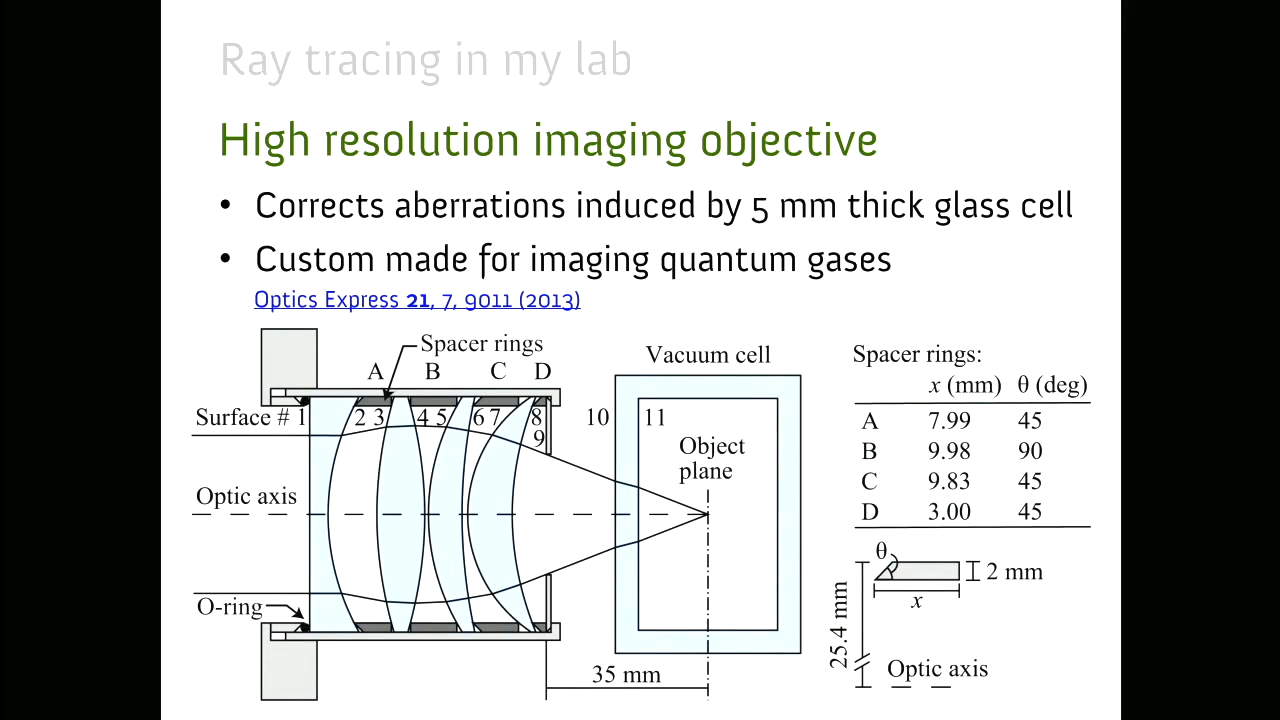 Ray tracing in my lab
High resolution imaging objective
• Corrects aberrations induced by 5 mm thick glass cell
• Custom made for imaging quantum gases
Optics Express 21, 7, 9011 (2013)
Spacer rings
A B C D
Surface # 1 2 3 4 5 6 7 8
9
10 11
Vacuum cell
Object
plane
Optic axis
O-ring
35 mm
Spacer rings:
x (mm) θ (deg)
A 7.99 45
B 9.98 90
C 9.83 45
D 3.00 45
θ
2 mm
x
25.4 mm
Optic axis